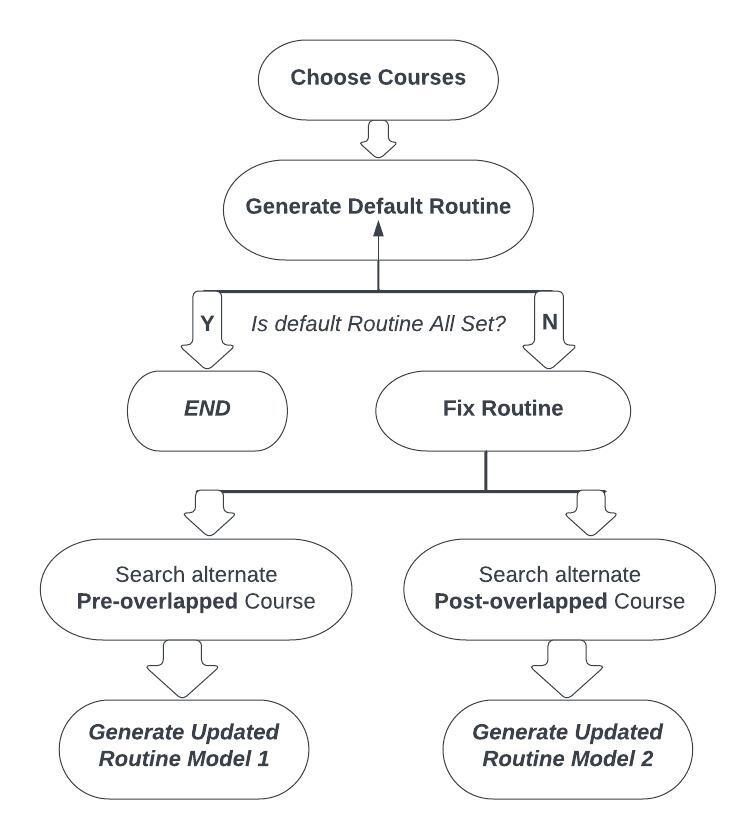 Choose Courses
Generate Default Routine
Y
Is default Routine All Set?
N
END
Fix Routine
Search alternate
Pre-overlapped Course
Search alternate
Post-overlapped Course
Generate Updated
Routine Model 1
Generate Updated
Routine Model 2